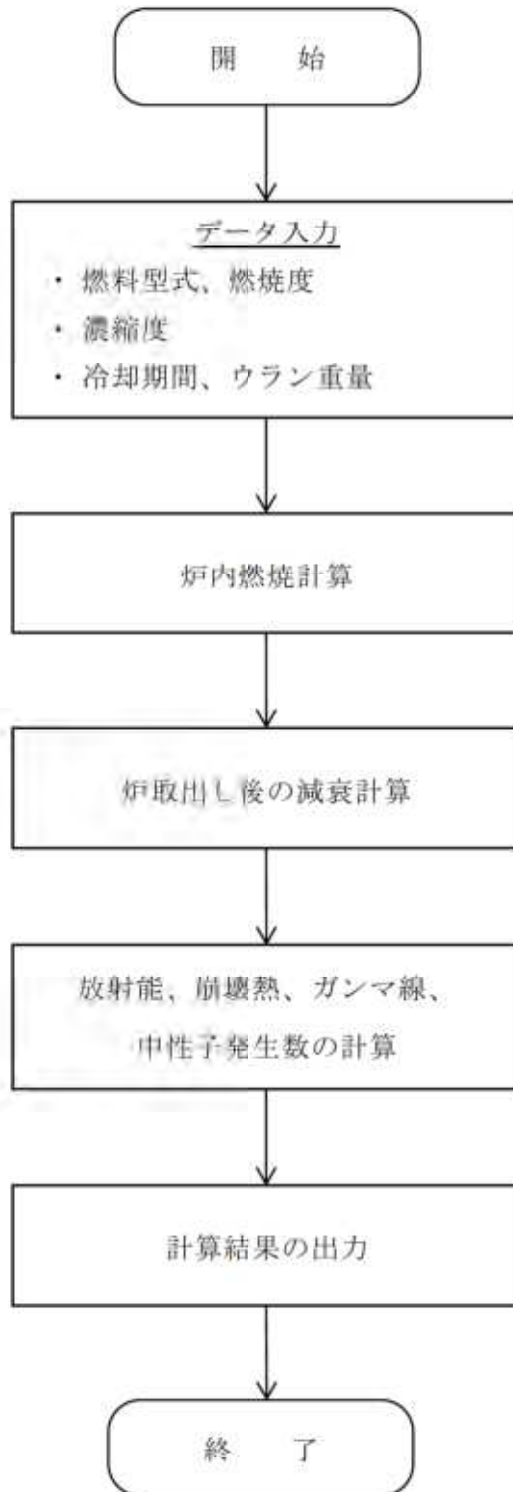 開　　始
データ入力
・ 燃料型式、燃焼度
・ 濃縮度
・ 冷却期間、ウラン重量
炉内燃焼計算
炉取出し後の減衰計算
放射能、崩壊熱、ガンマ線、
中性子発生数の計算
計算結果の出力
終　　了